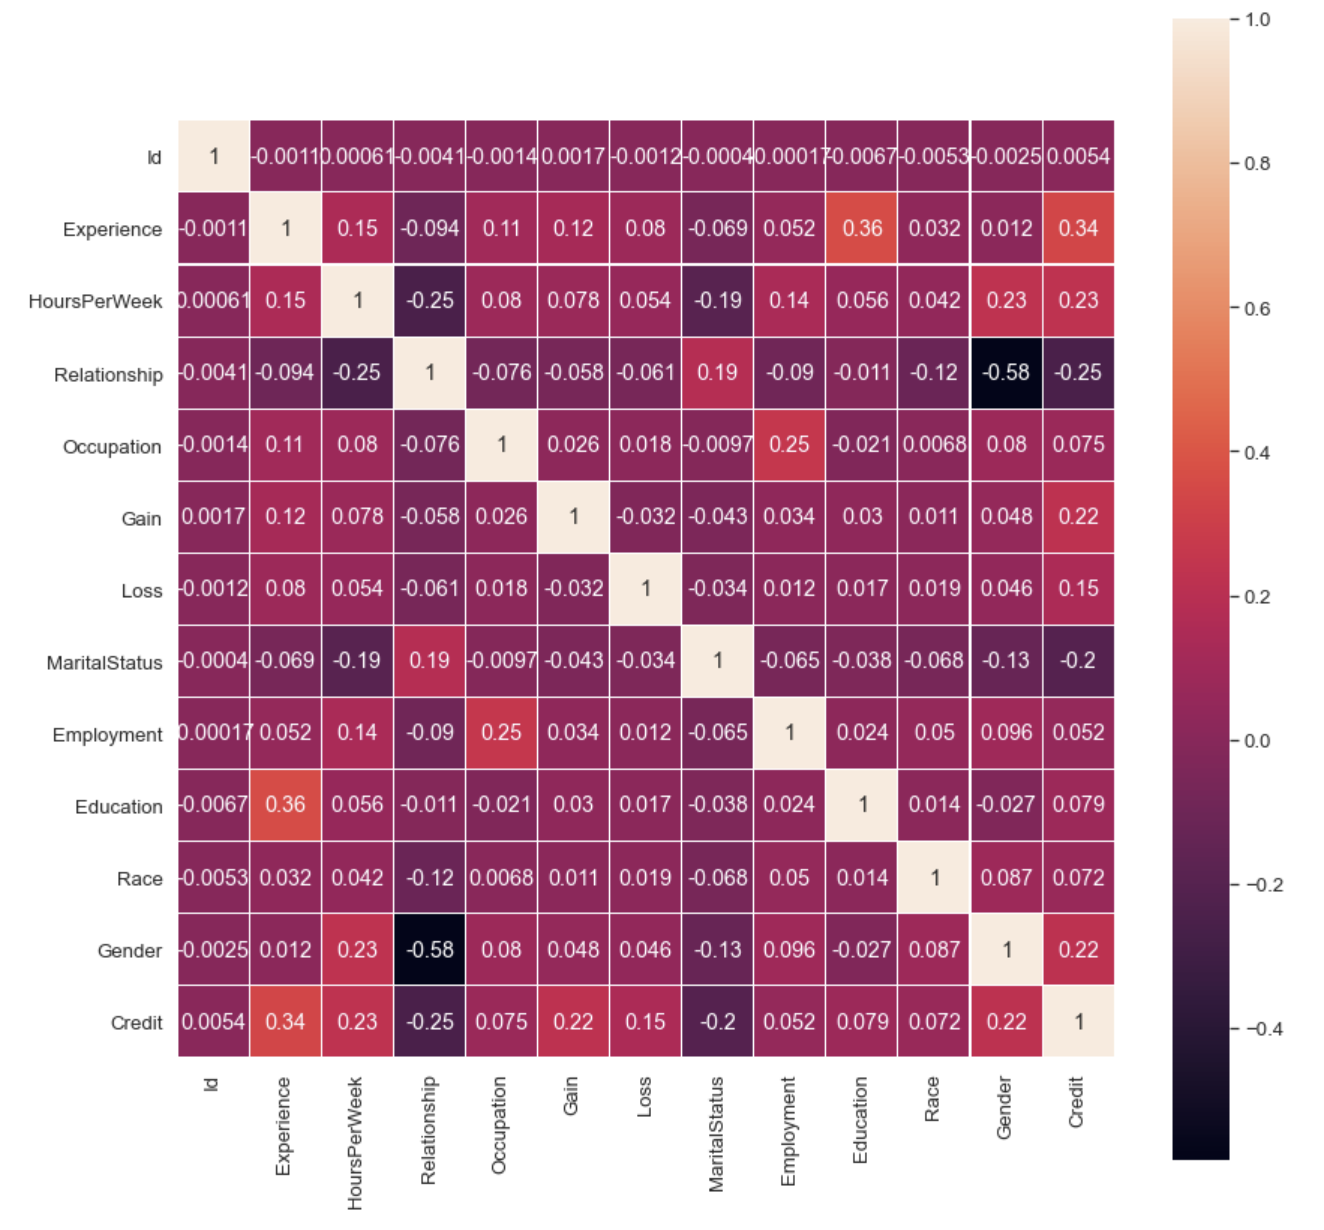 1.0
Id 1 -0.0011 0.00061 -0.0041 -0.0014 0.0017 -0.0012 -0.0004 0.00017 -0.0067 -0.0053 -0.0025 0.0054
0.8
Experience -0.0011 1 0.15 -0.094 0.11 0.12 0.08 -0.069 0.052 0.36 0.032 0.012 0.34
HoursPerWeek 0.00061 0.15 1 -0.25 0.08 0.078 0.054 -0.19 0.14 0.056 0.042 0.23 0.23
0.6
Relationship -0.0041 -0.094 -0.25 1 -0.076 -0.058 -0.061 0.19 -0.09 -0.011 -0.12 -0.58 -0.25
Occupation -0.0014 0.11 0.08 -0.076 1 0.026 0.018 -0.0097 0.25 -0.021 0.0068 0.08 0.075
0.4
Gain 0.0017 0.12 0.078 -0.058 0.026 1 -0.032 -0.043 0.034 0.03 0.011 0.048 0.22
Loss -0.0012 0.08 0.054 -0.061 0.018 -0.032 1 -0.034 0.012 0.017 0.019 0.046 0.15
0.2
MaritalStatus -0.0004 -0.069 -0.19 0.19 -0.0097 -0.043 -0.034 1 -0.065 -0.038 -0.068 -0.13 -0.2
Employment 0.00017 0.052 0.14 -0.09 0.25 0.034 0.012 -0.065 1 0.024 0.05 0.096 0.052
0.0
Education -0.0067 0.36 0.056 -0.011 -0.021 0.03 0.017 -0.038 0.024 1 0.014 -0.027 0.079
Race -0.0053 0.032 0.042 -0.12 0.0068 0.011 0.019 -0.068 0.05 0.014 1 0.087 0.072
−0.2
Gender -0.0025 0.012 0.23 -0.58 0.08 0.048 0.046 -0.13 0.096 -0.027 0.087 1 0.22
Credit 0.0054 0.34 0.23 -0.25 0.075 0.22 0.15 -0.2 0.052 0.079 0.072 0.22 1
−0.4
Id
Experience
HoursPerWeek
Relationship
Occupation
Gain
Loss
MaritalStatus
Employment
Education
Race
Gender
Credit